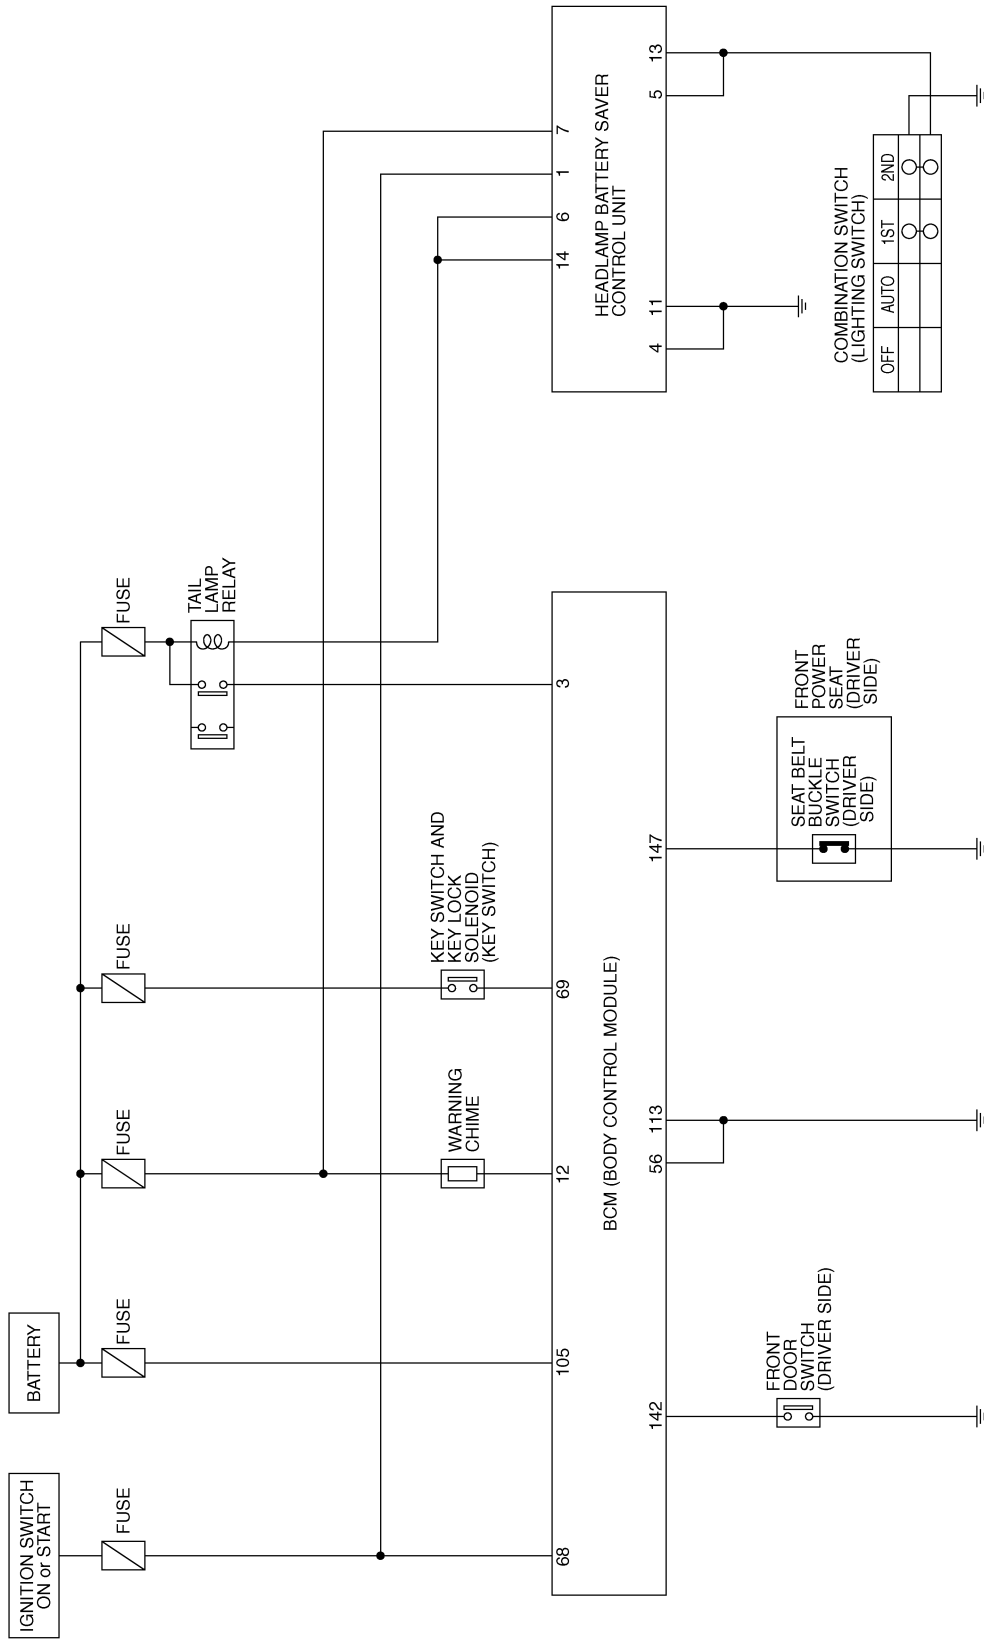 IGNITION SWITCH
ON or START
BATTERY
FUSE
FUSE
FUSE
FUSE
FUSE
TAIL
LAMP
RELAY
WARNING
CHIME
KEY SWITCH AND
KEY LOCK
SOLENOID
(KEY SWITCH)
68
105
12
69
3
14
6
1
7
BCM (BODY CONTROL MODULE)
HEADLAMP BATTERY SAVER
CONTROL UNIT
142
56
113
147
4
11
5
13
FRONT
DOOR
SWITCH
(DRIVER SIDE)
SEAT BELT
BUCKLE
SWITCH
(DRIVER
SIDE)
FRONT
POWER
SEAT
(DRIVER
SIDE)
COMBINATION SWITCH
(LIGHTING SWITCH)
OFF
AUTO
1ST
2ND